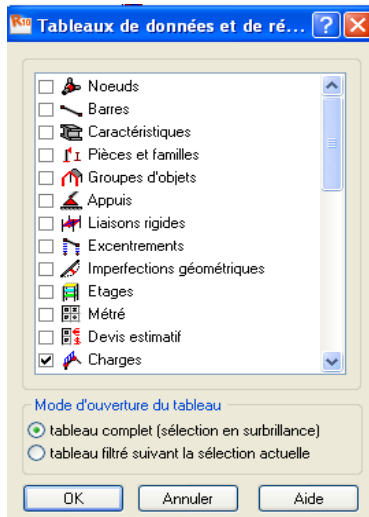 Tableaux de données et de ré...
Noeuds
Barres
Caractéristiques
Pièces et familles
Groupes d'objets
Appuis
Liaisons rigides
Excentrements
Imperfections géométriques
Etages
Métré
Devis estimatif
Charges
Mode d'ouverture du tableau
tableau complet (sélection en surbrillance)
tableau filtré suivant la sélection actuelle
OK Annuler Aide